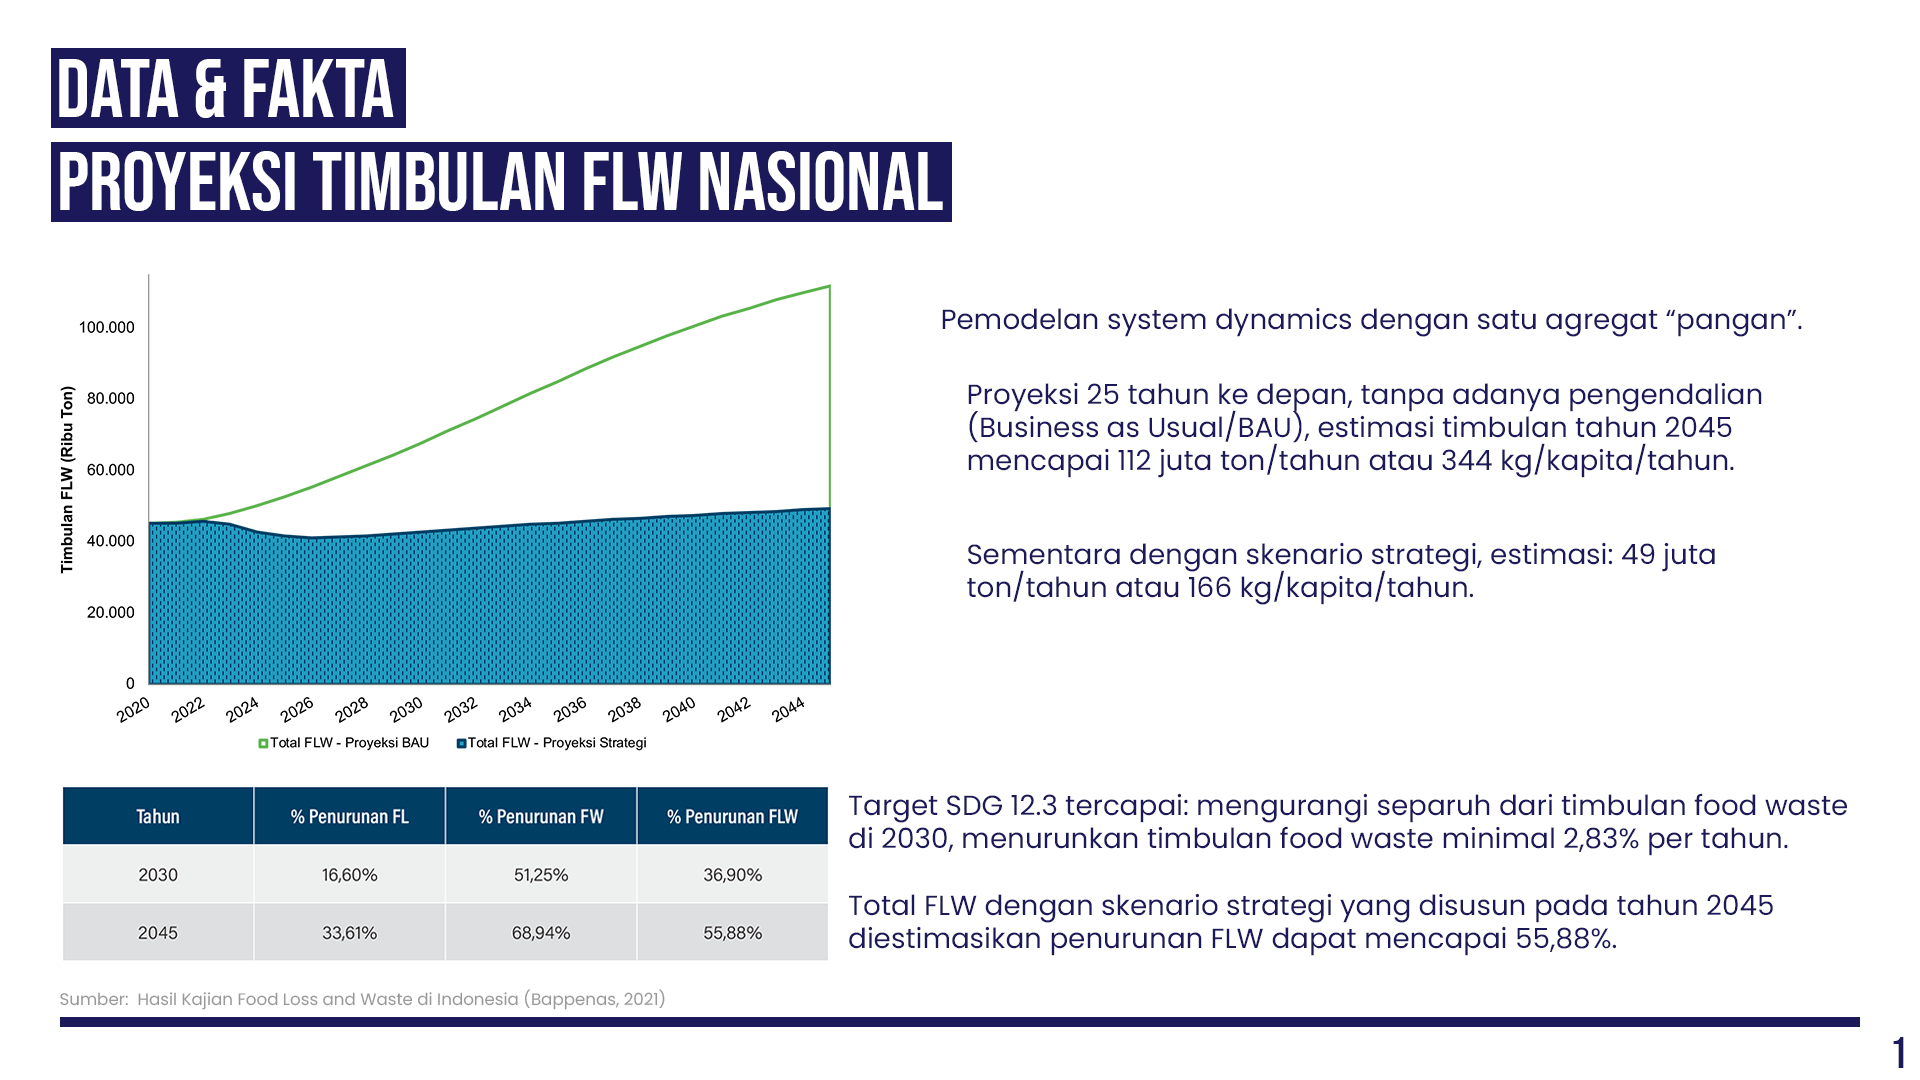 DATA & FAKTA
PROYEKSI TIMBULAN FLW NASIONAL
Timbulan FLW (Ribu Ton)
100.000
80.000
60.000
40.000
20.000
0
2020 2022 2024 2026 2028 2030 2032 2034 2036 2038 2040 2042 2044
Total FLW - Proyeksi BAU Total FLW - Proyeksi Strategi
Pemodelan system dynamics dengan satu agregat “pangan”.
Proyeksi 25 tahun ke depan, tanpa adanya pengendalian
(Business as Usual/BAU), estimasi timbulan tahun 2045
mencapai 112 juta ton/tahun atau 344 kg/kapita/tahun.
Sementara dengan skenario strategi, estimasi: 49 juta
ton/tahun atau 166 kg/kapita/tahun.
Tahun % Penurunan FL % Penurunan FW % Penurunan FLW
2030 16,60% 51,25% 36,90%
2045 33,61% 68,94% 55,88%
Target SDG 12.3 tercapai: mengurangi separuh dari timbulan food waste
di 2030, menurunkan timbulan food waste minimal 2,83% per tahun.
Total FLW dengan skenario strategi yang disusun pada tahun 2045
diestimasikan penurunan FLW dapat mencapai 55,88%.
Sumber: Hasil Kajian Food Loss and Waste di Indonesia (Bappenas, 2021)
1